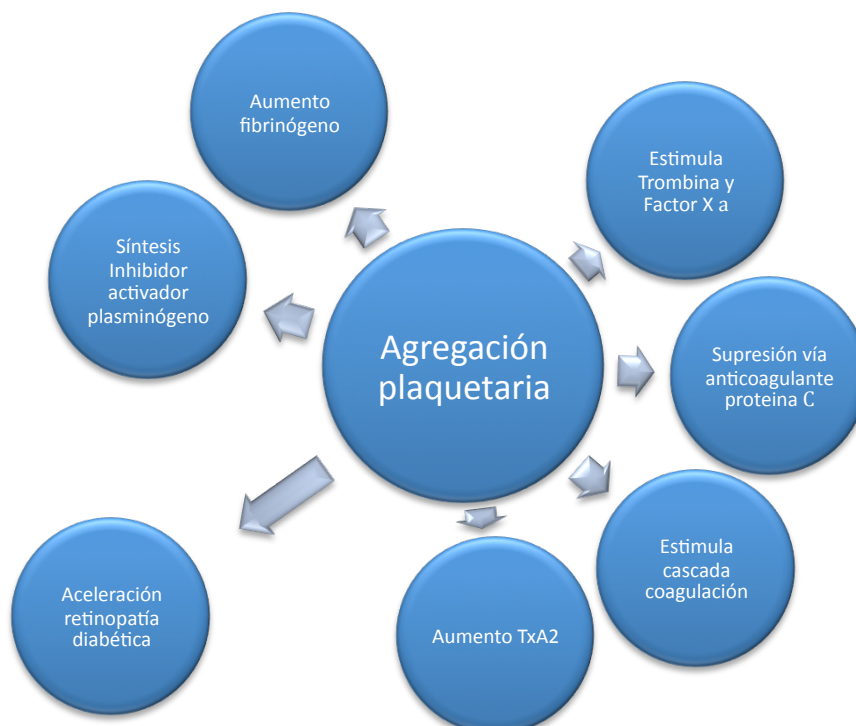 Aumento
fibrinógeno
Estimula
Trombina y
Factor X a
Síntesis
Inhibidor
activador
plasminógeno
Agregación
plaquetaria
Supresión vía
anticoagulante
proteina C
Estimula
cascada
coagulación
Aceleración
retinopatía
diabética
Aumento TxA2